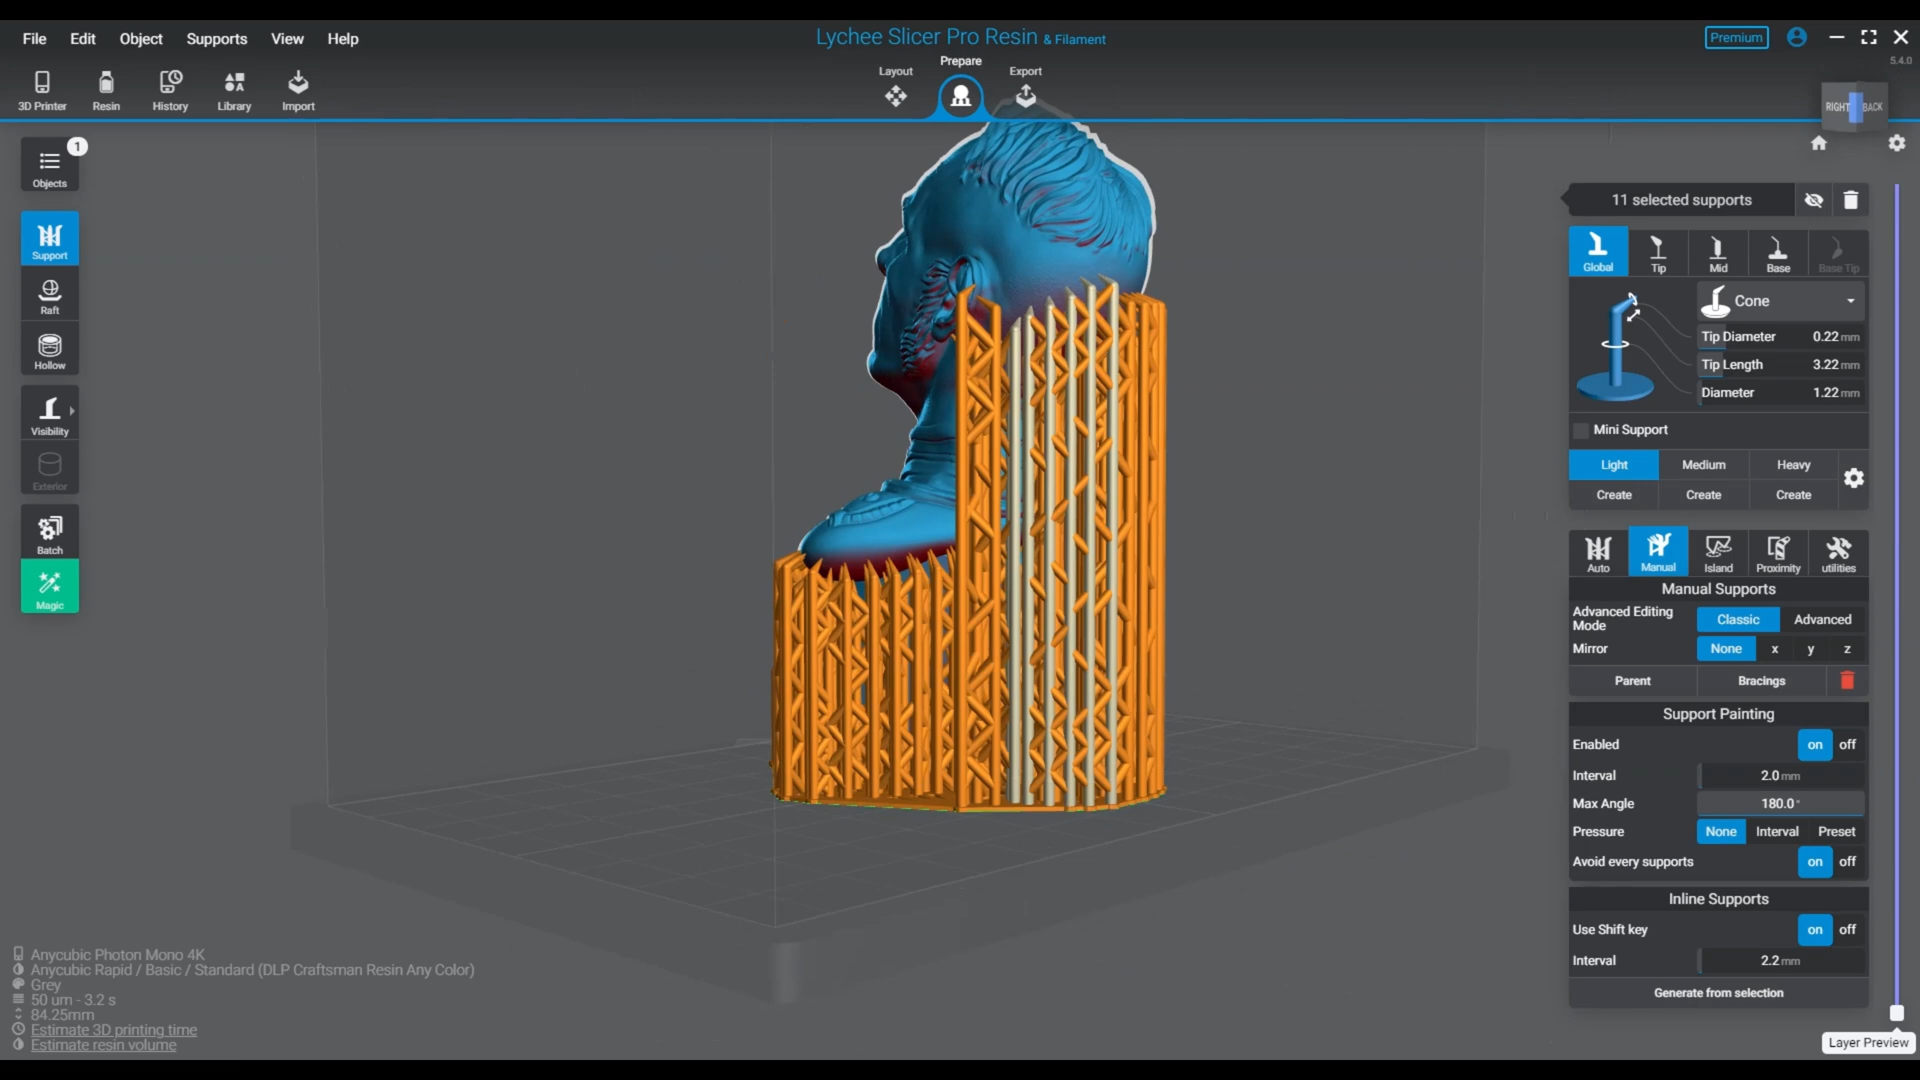 File Edit Object Supports View Help
Lychee Slicer Pro Resin & Filament
Premium
5.4.0
3D Printer Resin History Library Import
Layout Prepare Export
RIGHT BACK
1
Objects
Support
Raft
Hollow
Visibility
Exterior
Batch
Magic
11 selected supports
Global Tip Mid Base Base Tip
Cone
Tip Diameter 0.22 mm
Tip Length 3.22 mm
Diameter 1.22 mm
Mini Support
Light Medium Heavy
Create Create Create
Auto Manual Island Proximity utilities
Manual Supports
Advanced Editing
Mode Classic Advanced
Mirror None x y z
Parent Bracings
Support Painting
Enabled on off
Interval 2.0 mm
Max Angle 180.0 °
Pressure None Interval Preset
Avoid every supports on off
Inline Supports
Use Shift key on off
Interval 2.2 mm
Generate from selection
Layer Preview
Anycubic Photon Mono 4K
Anycubic Rapid / Basic / Standard (DLP Craftsman Resin Any Color)
Grey
50 um - 3.2 s
84.25mm
Estimate 3D printing time
Estimate resin volume